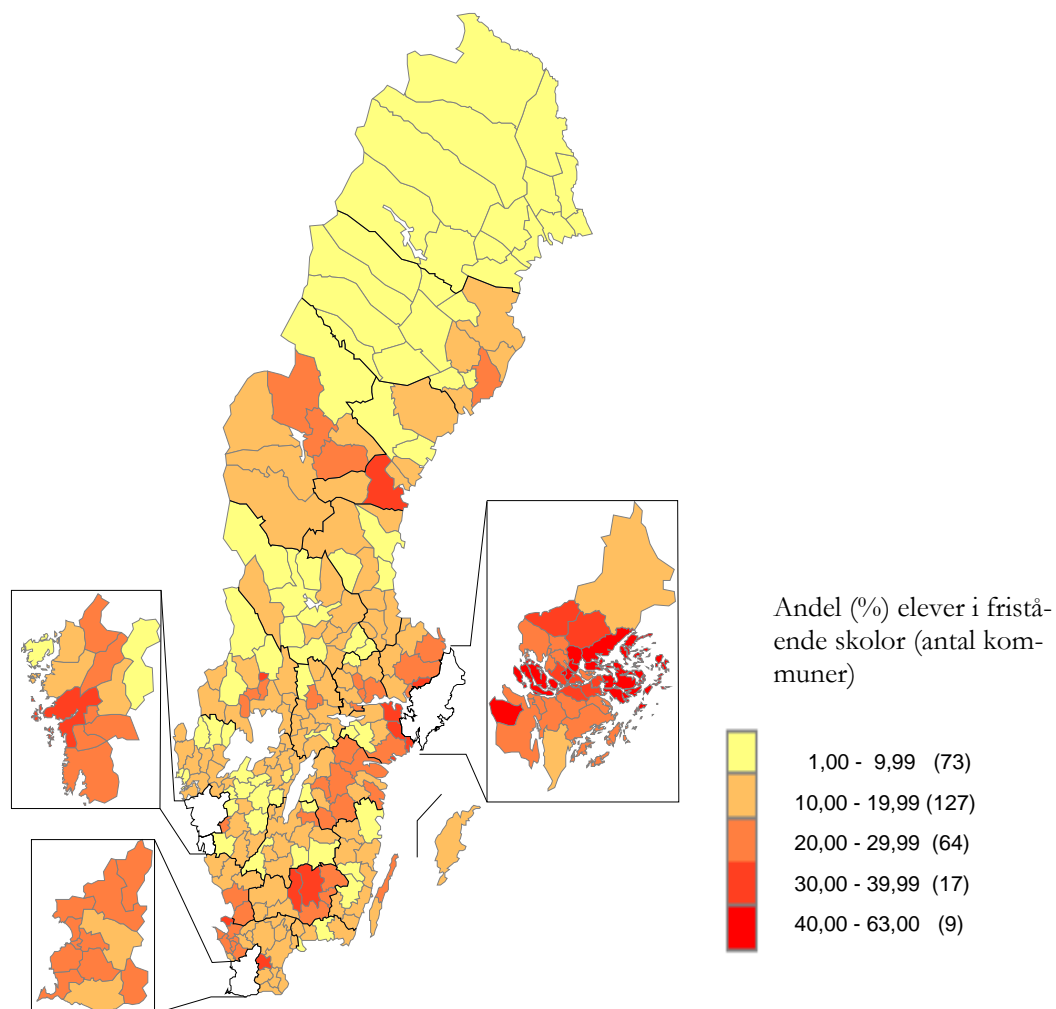 Andel (%) elever i fristå-
ende skolor (antal kom-
muner)
1,00 - 9,99 (73)
10,00 - 19,99 (127)
20,00 - 29,99 (64)
30,00 - 39,99 (17)
40,00 - 63,00 (9)